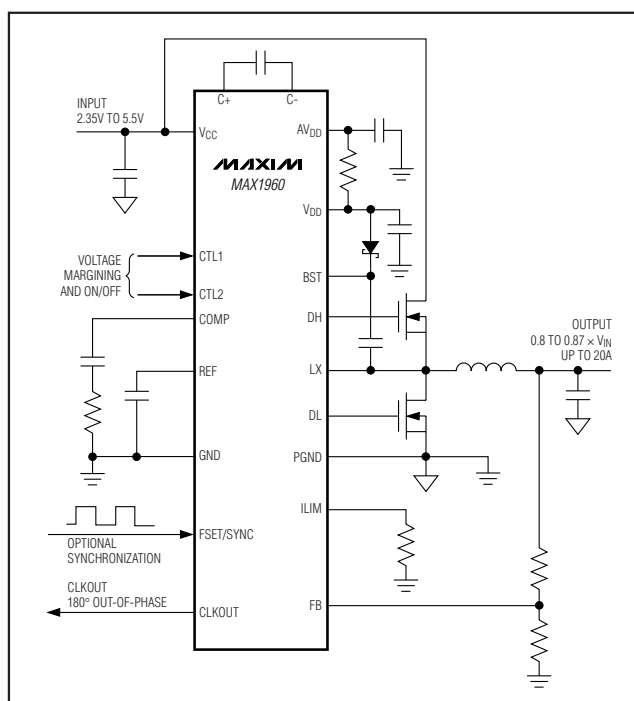 C+
C-
INPUT
2.35V TO 5.5V
VCC
AVDD
MAXIM
MAX1960
VDD
VOLTAGE
MARGINING
AND ON/OFF
CTL1
CTL2
BST
COMP
DH
OUTPUT
0.8 TO 0.87 × VIN
UP TO 20A
REF
LX
DL
GND
PGND
ILIM
OPTIONAL
SYNCHRONIZATION
FSET/SYNC
CLKOUT
180° OUT-OF-PHASE
CLKOUT
FB